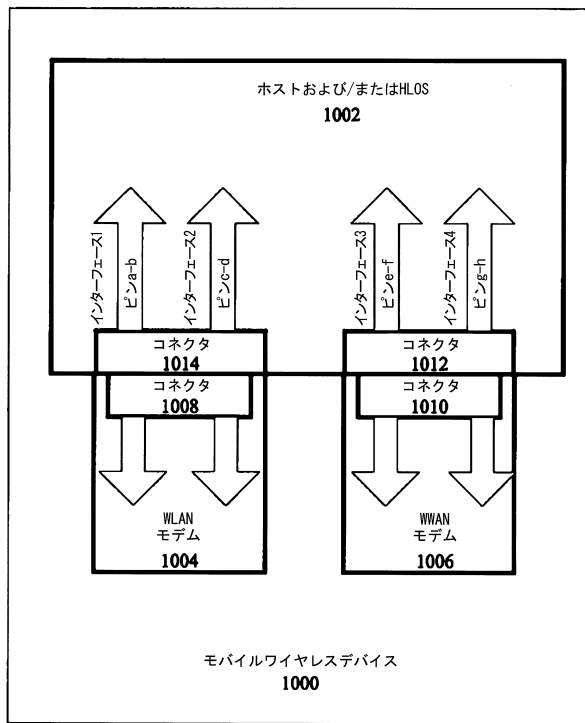 ホストおよび/またはHLOS
1002
インターフェース1
ピンa-b
インターフェース2
ピンc-d
インターフェース3
ピンe-f
インターフェース4
ピンg-h
コネクタ
1014
コネクタ
1012
コネクタ
1008
コネクタ
1010
WLAN
モデム
1004
WWAN
モデム
1006
モバイルワイヤレスデバイス
1000